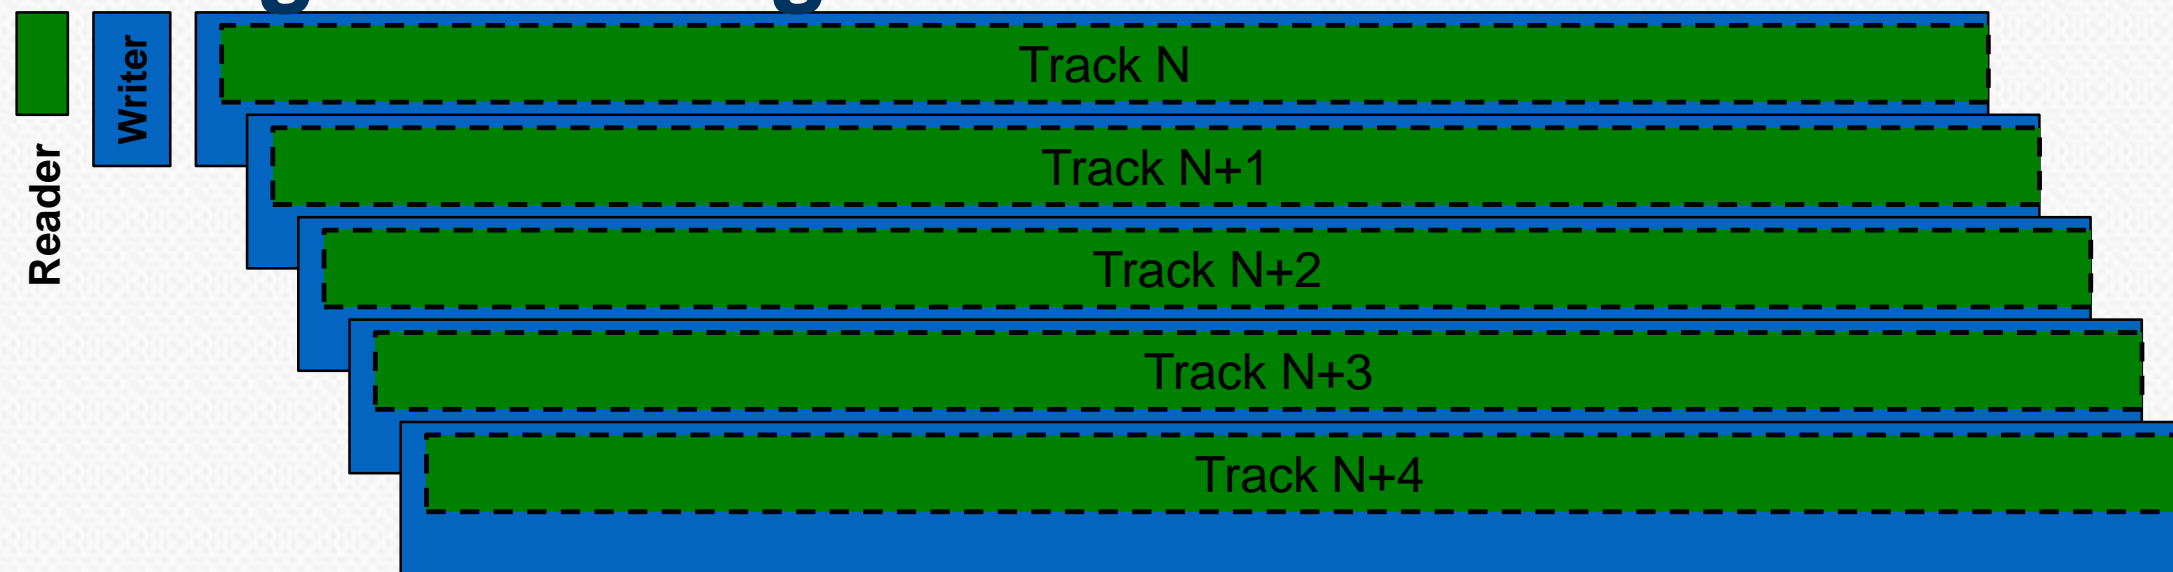 Reader
Writer
Track N
Track N+1
Track N+2
Track N+3
Track N+4